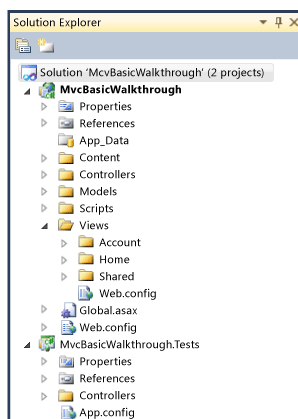 Solution Explorer
Solution 'McvBasicWalkthrough' (2 projects)
MvcBasicWalkthrough
Properties
References
App_Data
Content
Controllers
Models
Scripts
Views
Account
Home
Shared
Web.config
Global.asax
Web.config
MvcBasicWalkthrough.Tests
Properties
References
Controllers
App.config